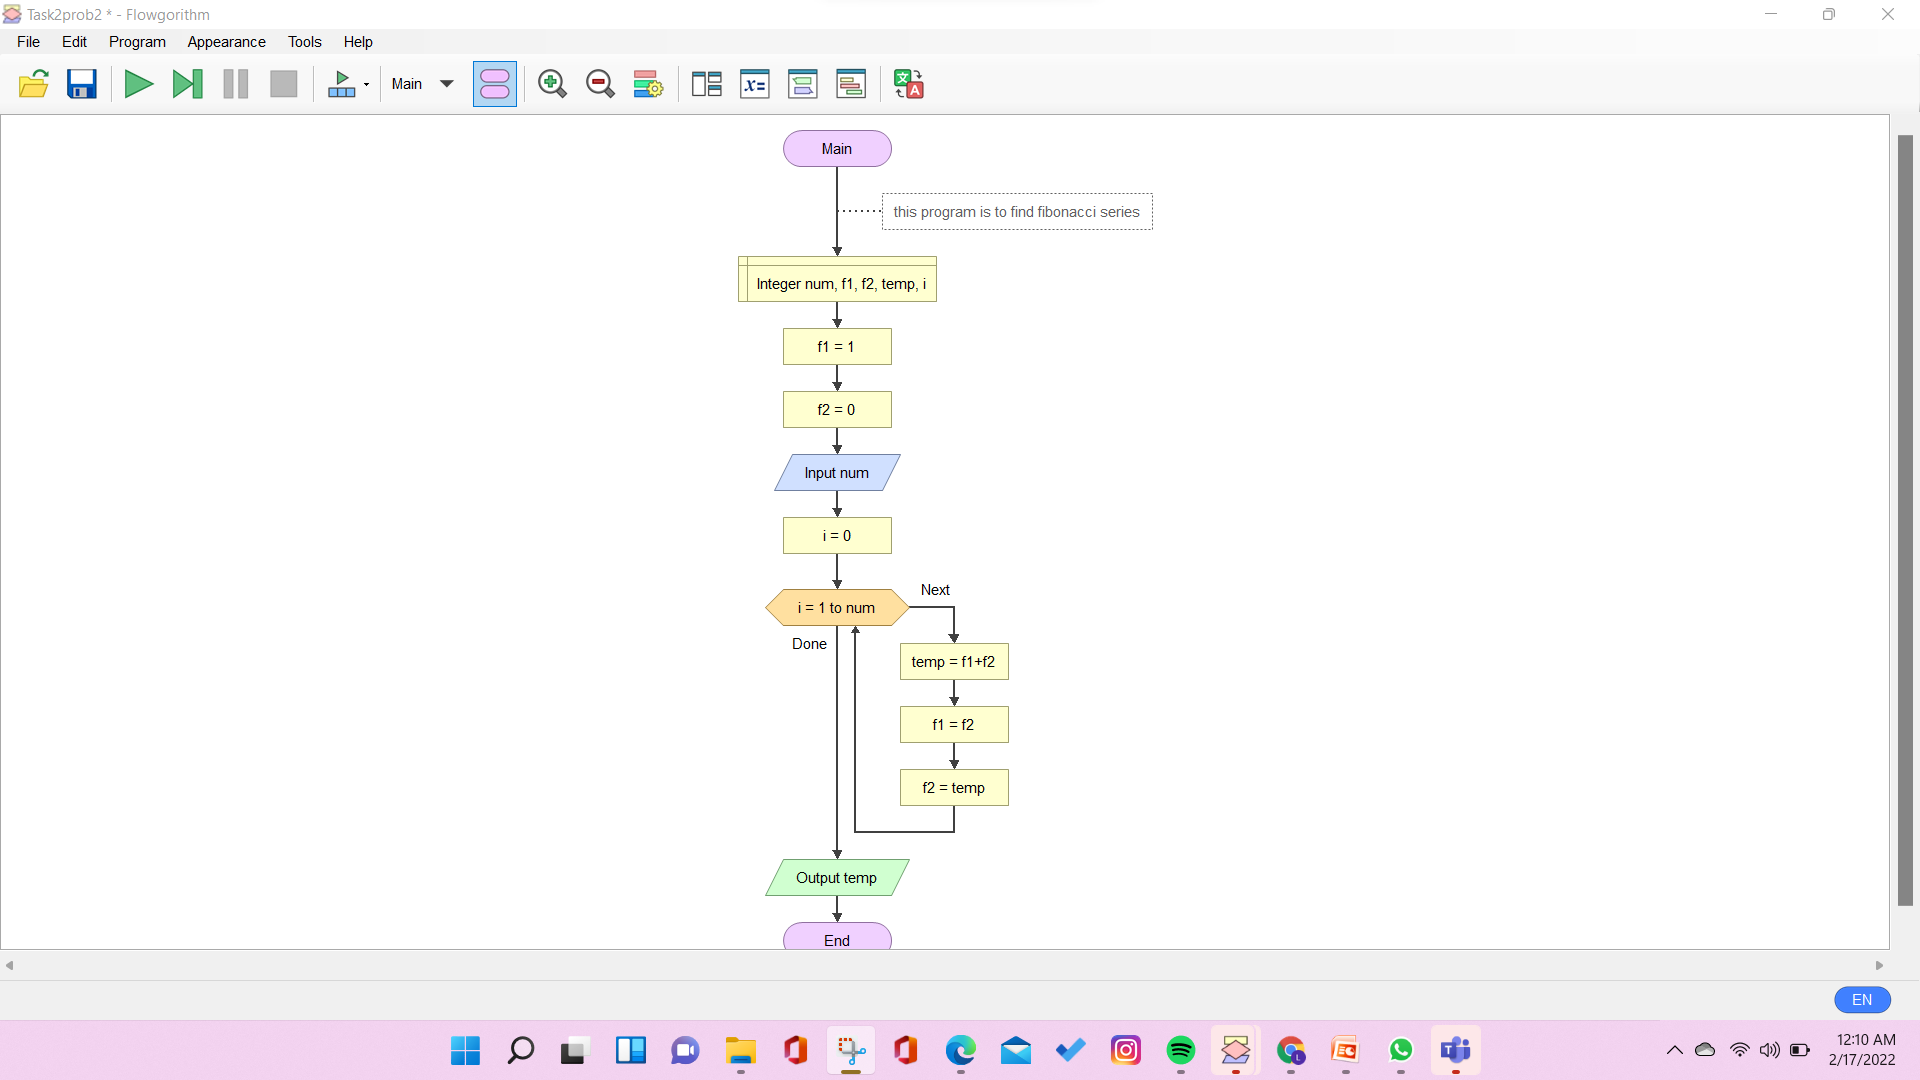 Task2prob2 * - Flowgorithm
File Edit Program Appearance Tools Help
Main x= 文 A
Main
this program is to find fibonacci series
Integer num, f1, f2, temp, i
f1 = 1
f2 = 0
Input num
i = 0
Next
i = 1 to num
Done
temp = f1+f2
f1 = f2
f2 = temp
Output temp
End
EN
L
T
12:10 AM
2/17/2022